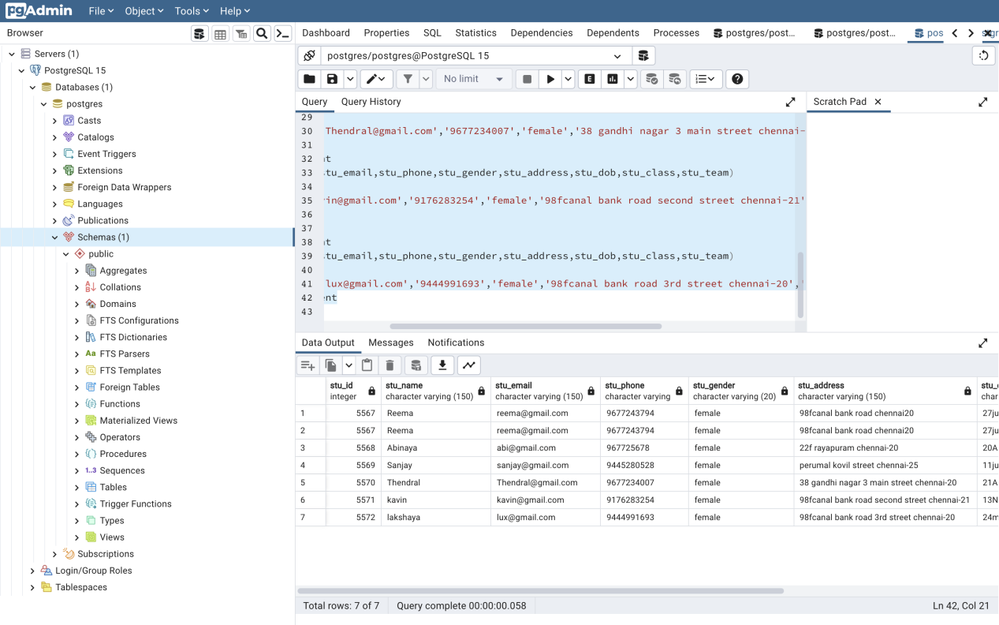 pgAdmin File Object Tools Help
Browser
Dashboard Properties SQL Statistics Dependencies Dependents Processes postgres/post... postgres/post... pos
Servers (1)
PostgreSQL 15
Databases (1)
postgres
Casts
Catalogs
Event Triggers
Extensions
Foreign Data Wrappers
Languages
Publications
Schemas (1)
public
Aggregates
Collations
Domains
FTS Configurations
FTS Dictionaries
Aa FTS Parsers
FTS Templates
Foreign Tables
Functions
Materialized Views
Operators
Procedures
1..3 Sequences
Tables
Trigger Functions
Types
Views
Subscriptions
Login/Group Roles
Tablespaces
postgres/postgres@PostgreSQL 15
No limit E
Query Query History
Scratch Pad
29
30 Thendral@gmail.com','9677234007','female','38 gandhi nagar 3 main street chennai-
31
32 nt
33 tu_email,stu_phone,stu_gender,stu_address,stu_dob,stu_class,stu_team)
34
35 in@gmail.com','9176283254','female','98fcanal bank road second street chennai-21'
36
37
38 nt
39 tu_email,stu_phone,stu_gender,stu_address,stu_dob,stu_class,stu_team)
40
41 lux@gmail.com','9444991693','female','98fcanal bank road 3rd street chennai-20','
42 ent
43
Data Output Messages Notifications
stu_id stu_name stu_email stu_phone stu_gender stu_address
integer character varying (150) character varying (150) character varying character varying (20) character varying (150) char
1 5567 Reema reema@gmail.com 9677243794 female 98fcanal bank road chennai20 27ju
2 5567 Reema reema@gmail.com 9677243794 female 98fcanal bank road chennai20 27ju
3 5568 Abinaya abi@gmail.com 967725678 female 22f rayapuram chennai-20 20A
4 5569 Sanjay sanjay@gmail.com 9445280528 female perumal kovil street chennai-25 11ju
5 5570 Thendral Thendral@gmail.com 9677234007 female 38 gandhi nagar 3 main street chennai-20 21A
6 5571 kavin kavin@gmail.com 9176283254 female 98fcanal bank road second street chennai-21 13N
7 5572 lakshaya lux@gmail.com 9444991693 female 98fcanal bank road 3rd street chennai-20 24m
Total rows: 7 of 7 Query complete 00:00:00.058 Ln 42, Col 21